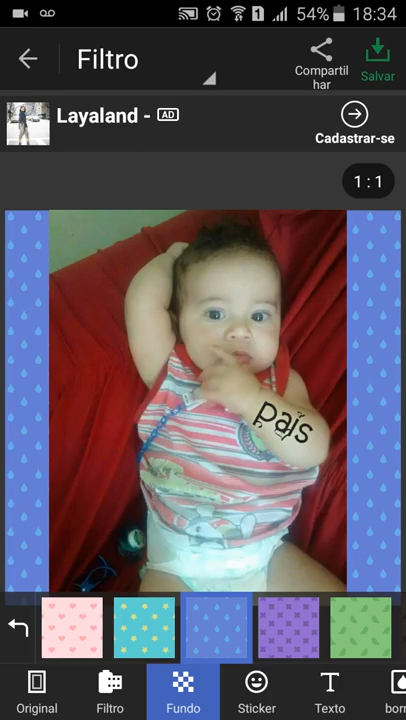 54% 18:34
Filtro
Compartil
har
Salvar
Layaland - AD
Cadastrar-se
1 : 1
pais
Original
Filtro
Fundo
Sticker
Texto
borr